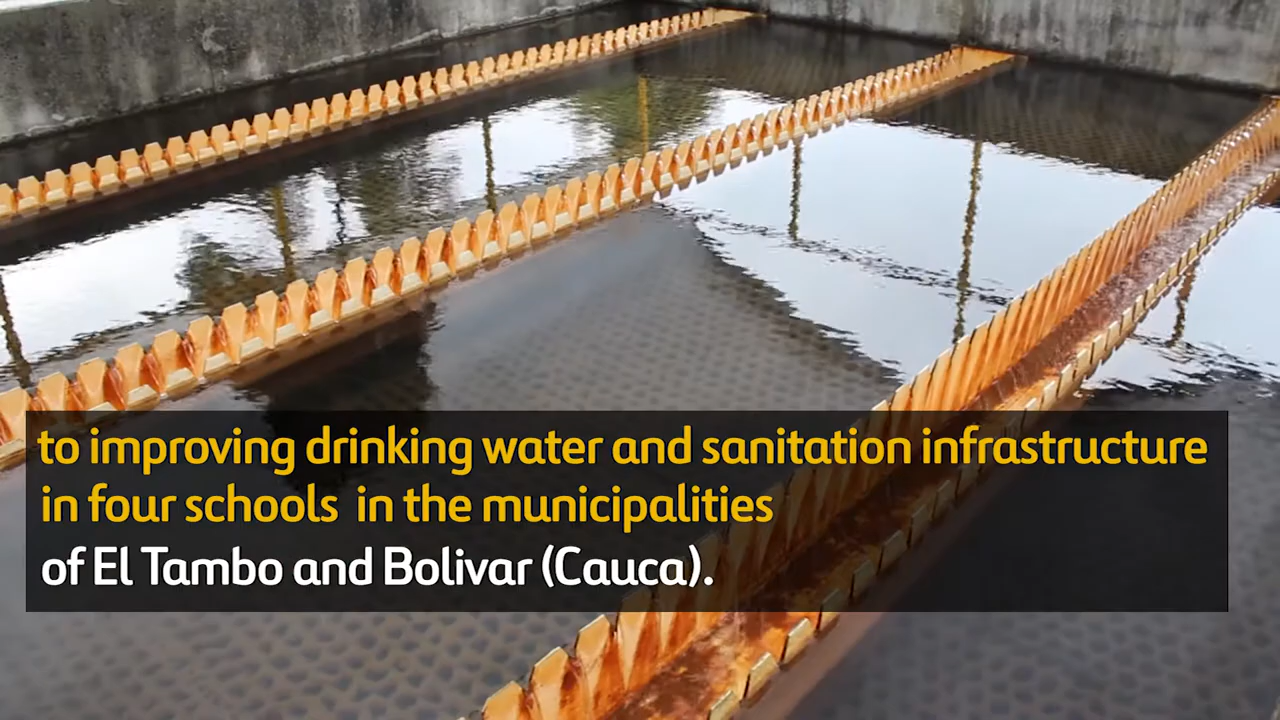 to improving drinking water and sanitation infrastructure
in four schools in the municipalities
of El Tambo and Bolivar (Cauca).